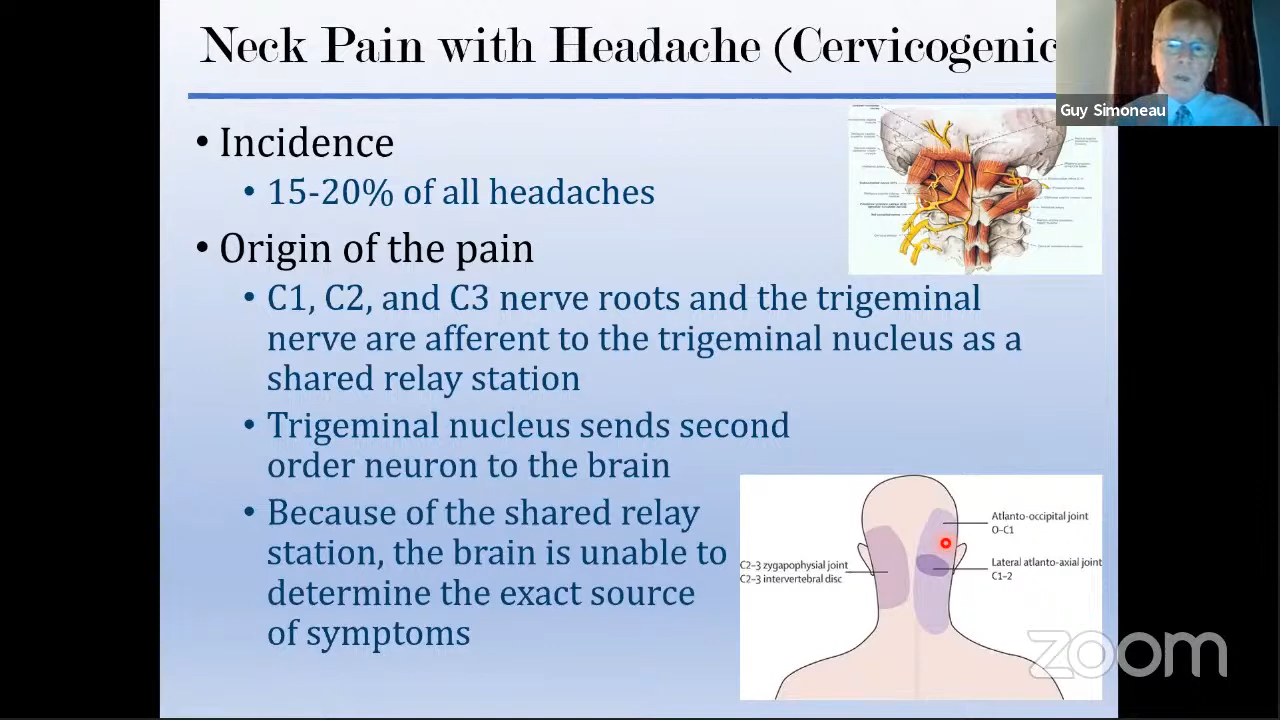 Neck Pain with Headache (Cervicogenic
Guy Simoneau
• Incidence
• 15-20% of all headaches
• Origin of the pain
• C1, C2, and C3 nerve roots and the trigeminal
nerve are afferent to the trigeminal nucleus as a
shared relay station
• Trigeminal nucleus sends second
order neuron to the brain
• Because of the shared relay
station, the brain is unable to
determine the exact source
of symptoms
Atlanto-occipital joint
O–C1
C2–3 zygapophysial joint
C2–3 intervertebral disc
Lateral atlanto-axial joint
C1–2
zoom